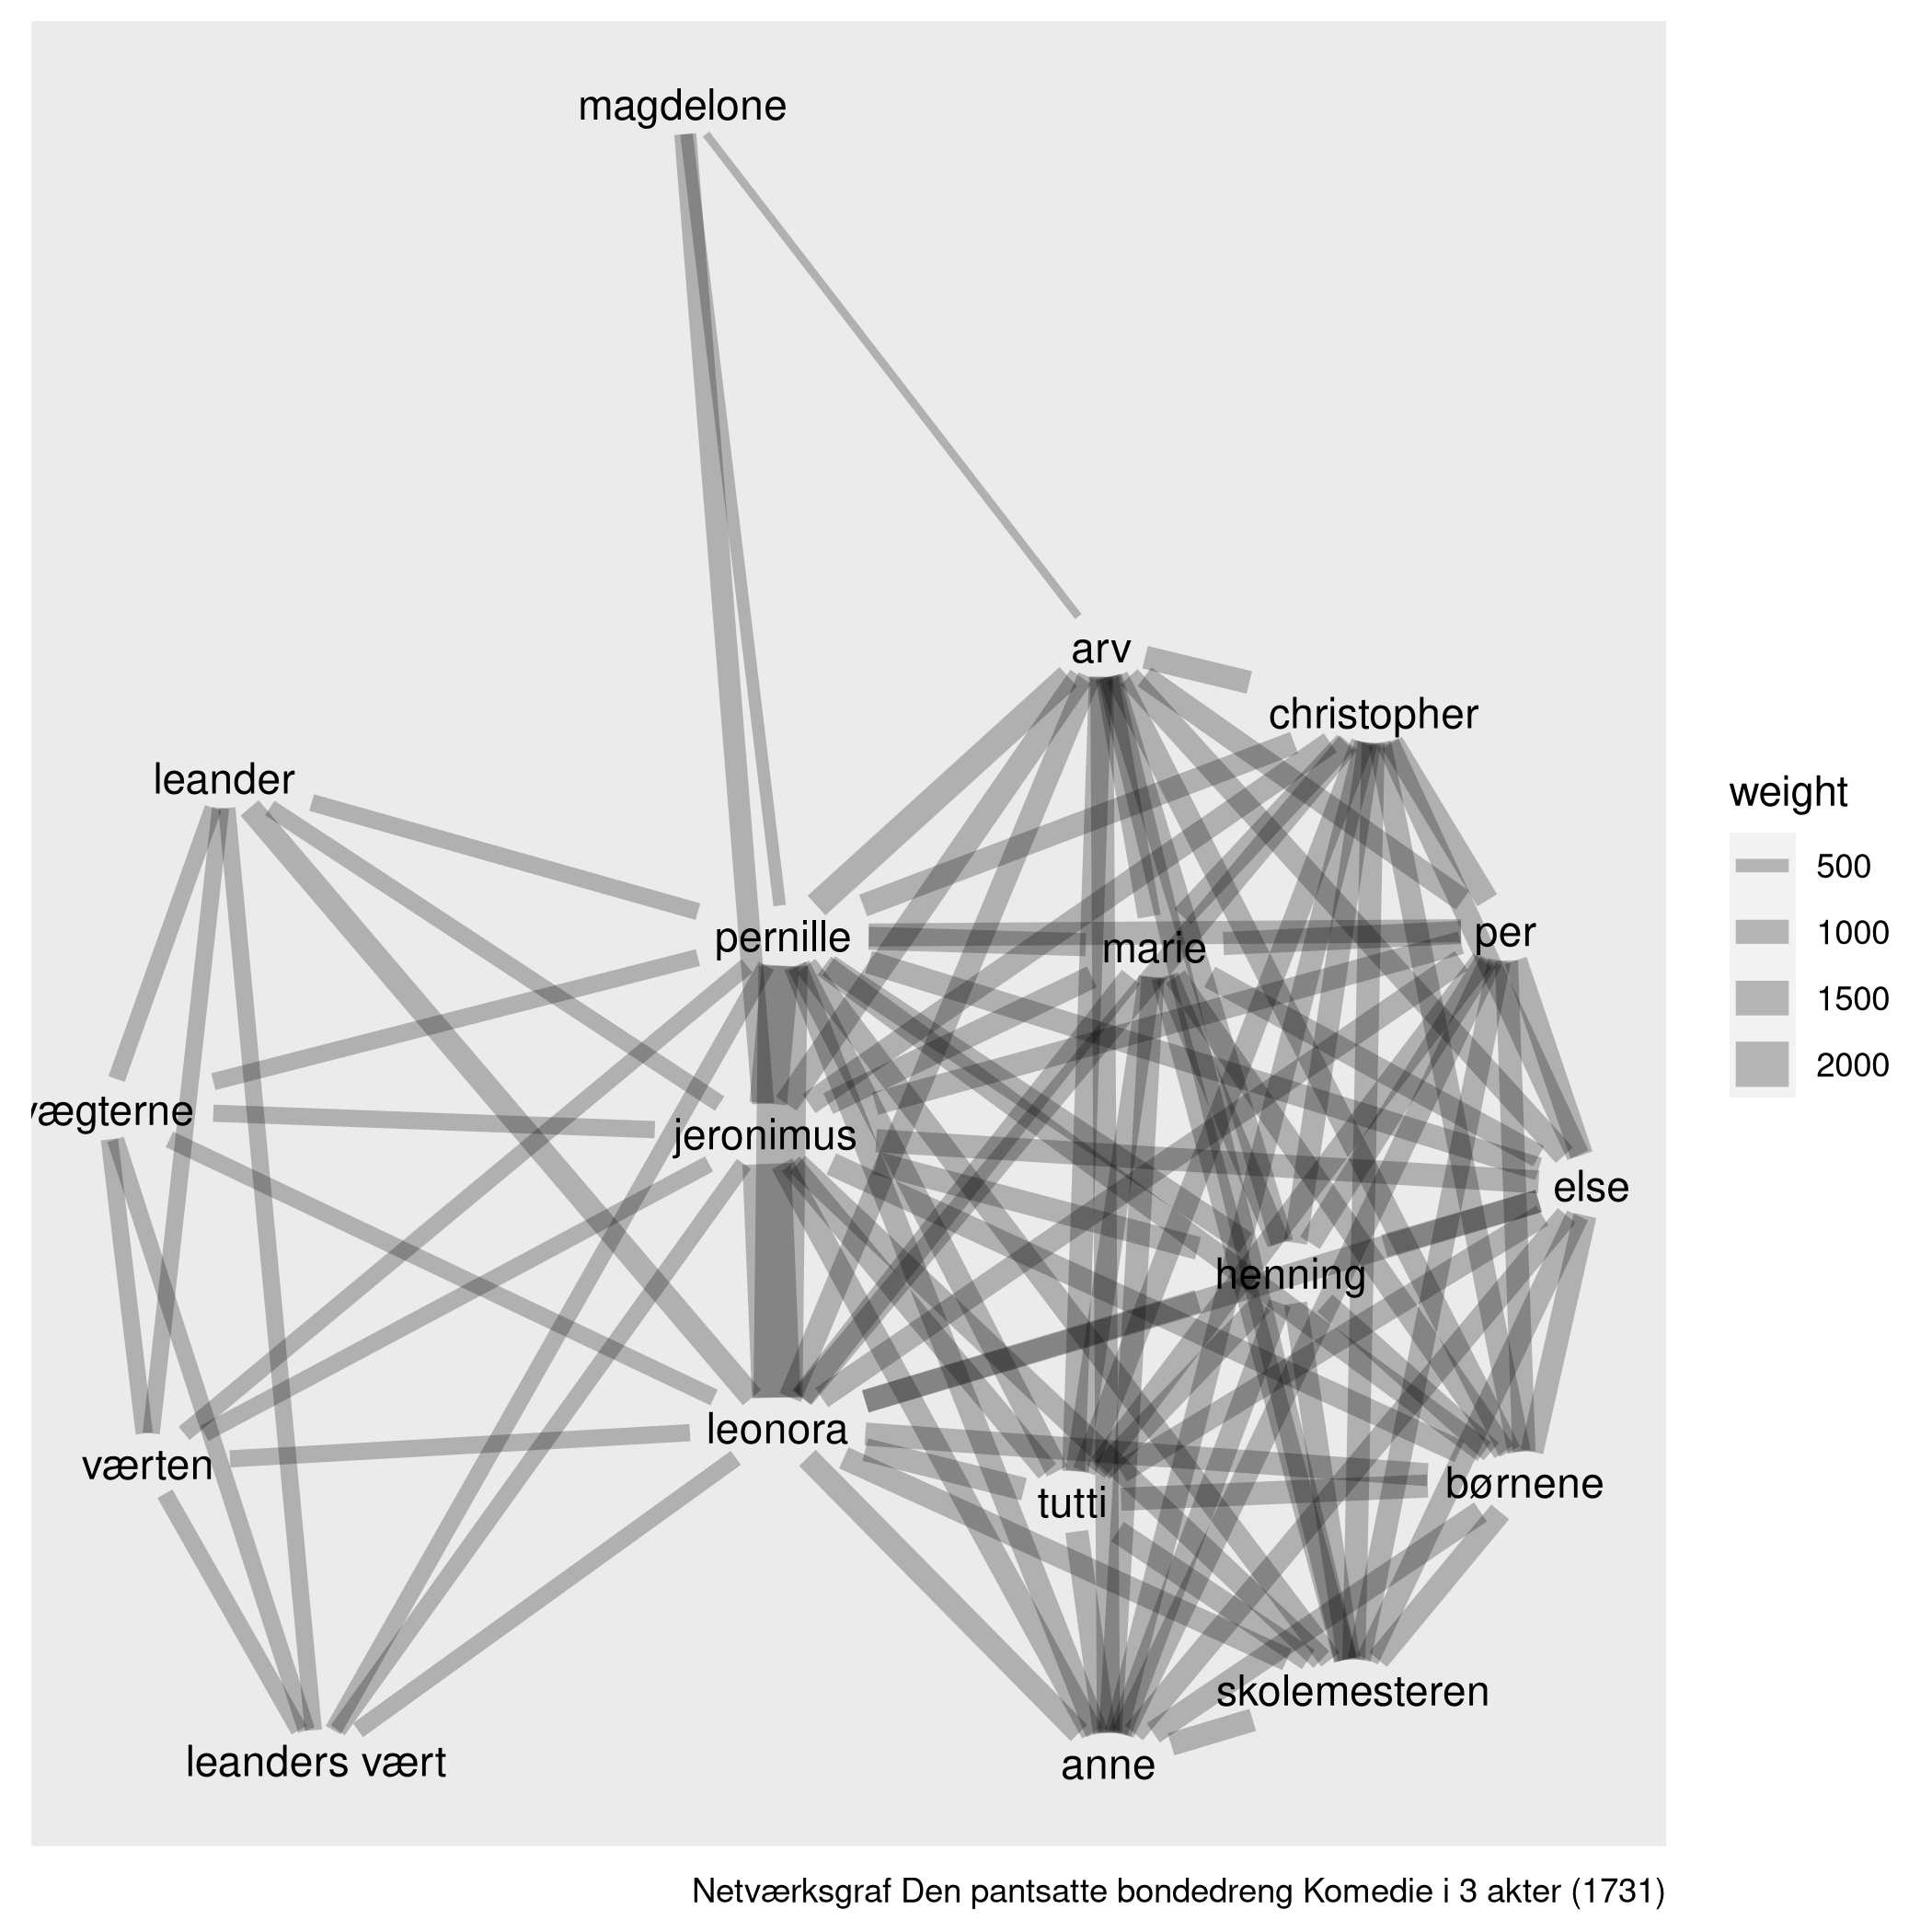 magdelone
arv
christopher
leander
pernille
marie
per
vægterne
jeronimus
else
henning
leonora
værten
børnene
tutti
skolemesteren
leanders vært
anne
weight
500
1000
1500
2000
Netværksgraf Den pantsatte bondedreng Komedie i 3 akter (1731)